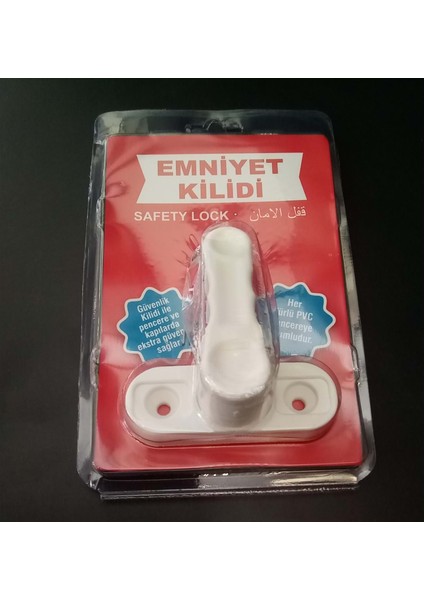 EMNİYET
KİLİDİ
SAFETY LOCK · قفل الامان
Güvenlik
Kilidi ile
pencere ve
kapılarda
ekstra güven
sağlar
Her
PVC